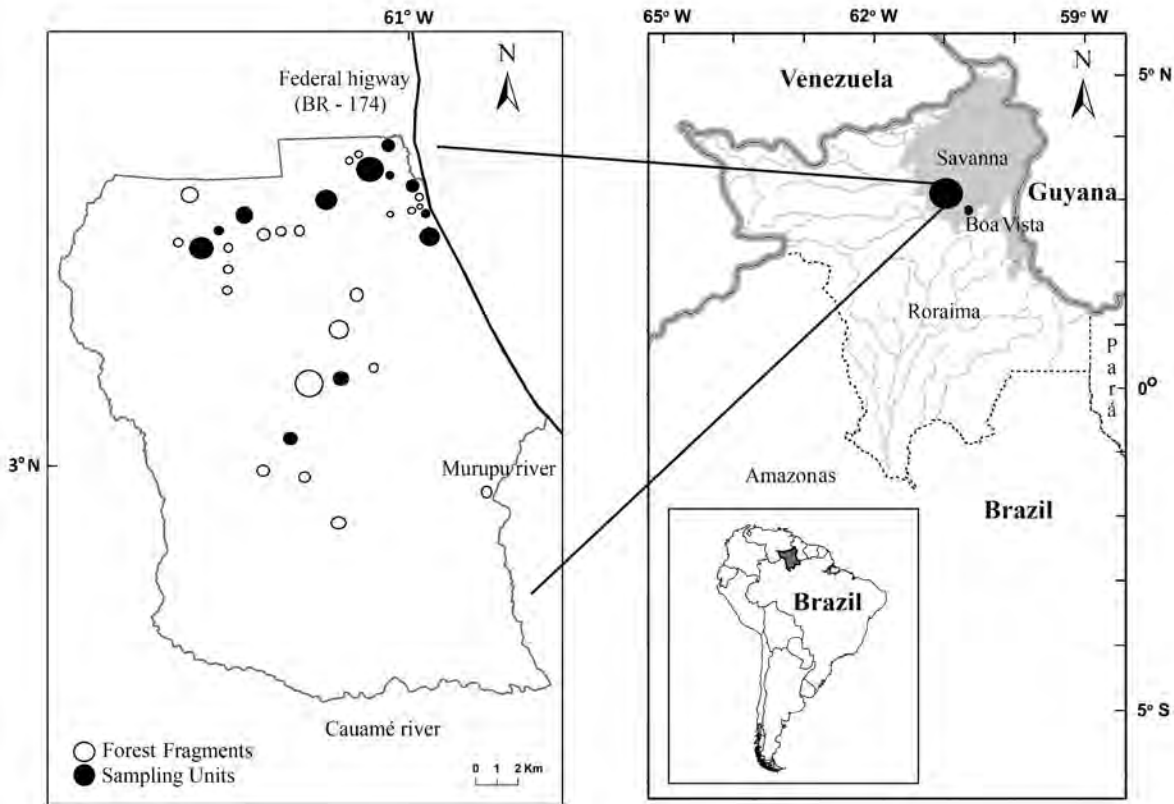 61° W
Federal higway
(BR - 174)
N
3° N
Murupu river
Cauamé river
Forest Fragments
Sampling Units
0 1 2 Km
65° W
62° W
59° W
Venezuela
N
5° N
Savanna
Guyana
Boa Vista
Roraima
Pará
0°
Amazonas
Brazil
Brazil
5° S